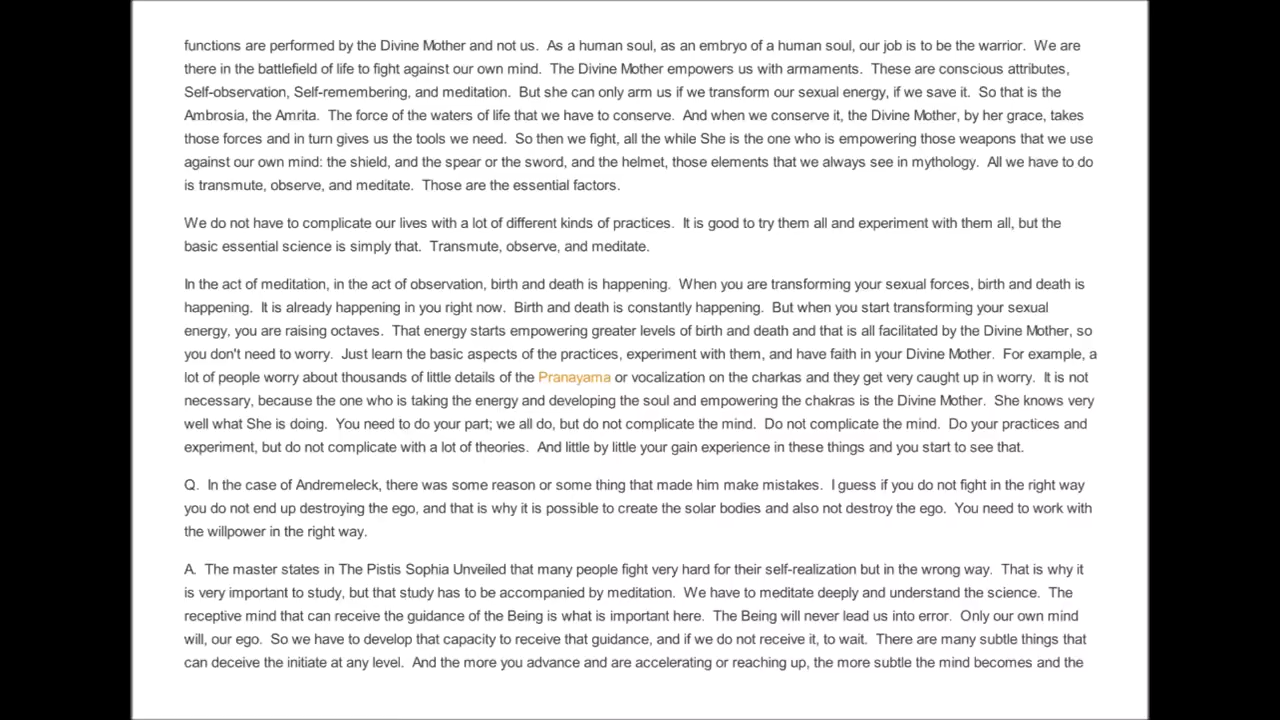 functions are performed by the Divine Mother and not us.  As a human soul, as an embryo of a human soul, our job is to be the warrior.  We are
there in the battlefield of life to fight against our own mind.  The Divine Mother empowers us with armaments.  These are conscious attributes,
Self-observation, Self-remembering, and meditation.  But she can only arm us if we transform our sexual energy, if we save it.  So that is the
Ambrosia, the Amrita.  The force of the waters of life that we have to conserve.  And when we conserve it, the Divine Mother, by her grace, takes
those forces and in turn gives us the tools we need.  So then we fight, all the while She is the one who is empowering those weapons that we use
against our own mind: the shield, and the spear or the sword, and the helmet, those elements that we always see in mythology.  All we have to do
is transmute, observe, and meditate.  Those are the essential factors.
We do not have to complicate our lives with a lot of different kinds of practices.  It is good to try them all and experiment with them all, but the
basic essential science is simply that.  Transmute, observe, and meditate.
In the act of meditation, in the act of observation, birth and death is happening.  When you are transforming your sexual forces, birth and death is
happening.  It is already happening in you right now.  Birth and death is constantly happening.  But when you start transforming your sexual
energy, you are raising octaves.  That energy starts empowering greater levels of birth and death and that is all facilitated by the Divine Mother, so
you don't need to worry.  Just learn the basic aspects of the practices, experiment with them, and have faith in your Divine Mother.  For example, a
lot of people worry about thousands of little details of the Pranayama or vocalization on the charkas and they get very caught up in worry.  It is not
necessary, because the one who is taking the energy and developing the soul and empowering the chakras is the Divine Mother.  She knows very
well what She is doing.  You need to do your part; we all do, but do not complicate the mind.  Do not complicate the mind.  Do your practices and
experiment, but do not complicate with a lot of theories.  And little by little your gain experience in these things and you start to see that.
Q.  In the case of Andremeleck, there was some reason or some thing that made him make mistakes.  I guess if you do not fight in the right way
you do not end up destroying the ego, and that is why it is possible to create the solar bodies and also not destroy the ego.  You need to work with
the willpower in the right way.
A.  The master states in The Pistis Sophia Unveiled that many people fight very hard for their self-realization but in the wrong way.  That is why it
is very important to study, but that study has to be accompanied by meditation.  We have to meditate deeply and understand the science.  The
receptive mind that can receive the guidance of the Being is what is important here.  The Being will never lead us into error.  Only our own mind
will, our ego.  So we have to develop that capacity to receive that guidance, and if we do not receive it, to wait.  There are many subtle things that
can deceive the initiate at any level.  And the more you advance and are accelerating or reaching up, the more subtle the mind becomes and the